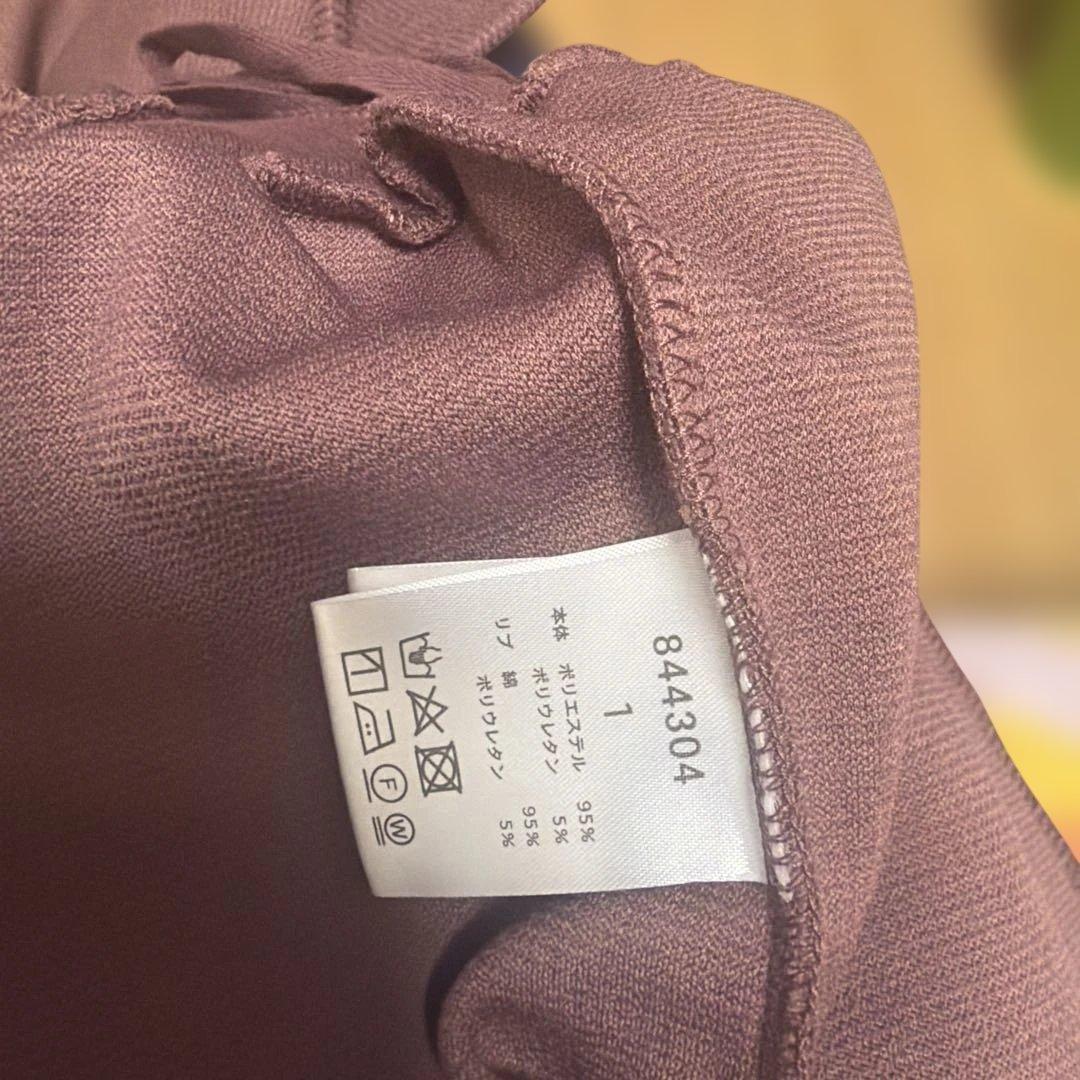 844304
1
本体 ポリエステル 95%
ポリウレタン 5%
リブ 綿 95%
ポリウレタン 5%
F W